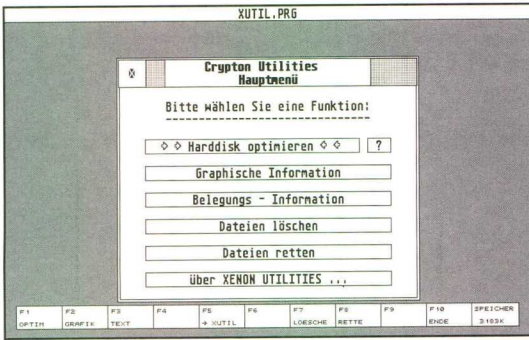 XUTIL.PRG
Crypton Utilities
Hauptmenü
Bitte wählen Sie eine Funktion:
Harddisk optimieren
?
Graphische Information
Belegungs - Information
Dateien löschen
Dateien retten
über XENON UTILITIES ...
F1 F2 F3 F4 F5 F6 F7 F8 F9 F10 SPEICHER
OPTIM GRAFIK TEXT → XUTIL LOESCHE RETTE ENDE 3183K